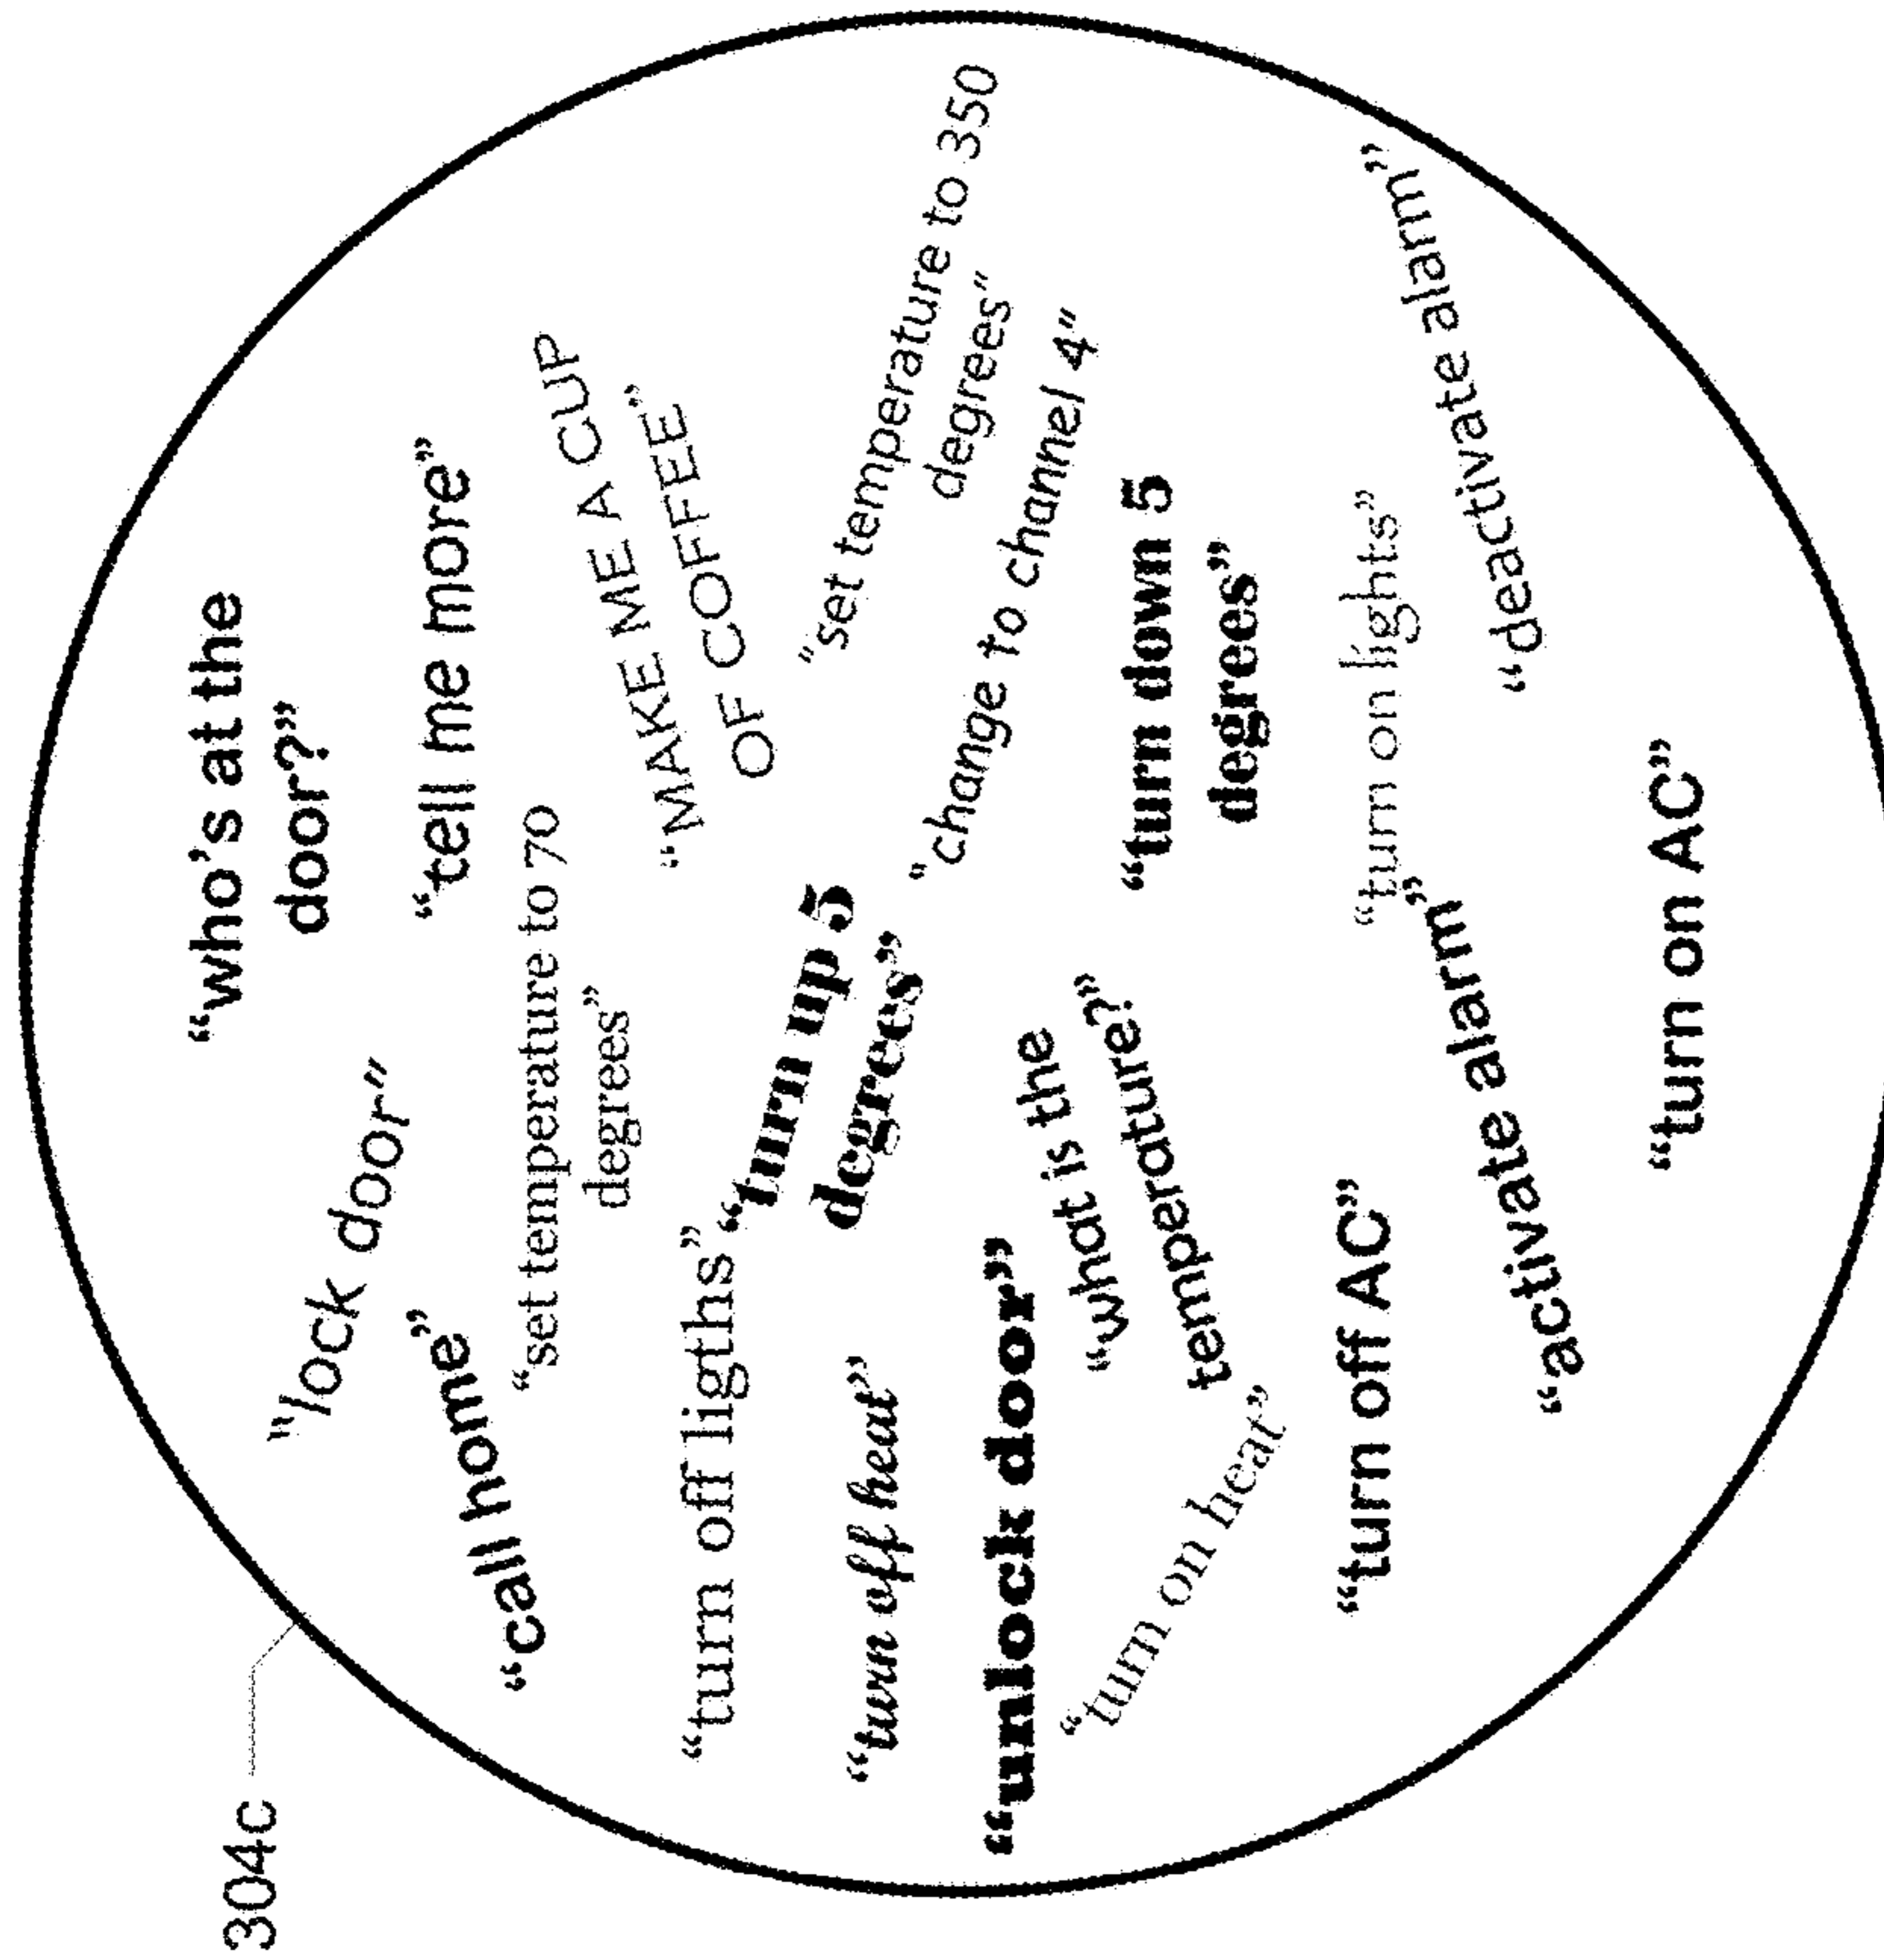 304c
“who’s at the
door?”
"lock door"
“tell me more”
“call home”
“set temperature to 70
degrees”
“MAKE ME A CUP
OF COFFEE”
“turn off ligths”
“turn up 5
degrees”
"set temperature to 350
degrees"
“turn off heat”
"change to channel 4"
“unlock door”
“what is the
temperature?”
“turn down 5
degrees”
“turn on heat”
“turn off AC”
“turn on lights”
“activate alarm”
“deactivate alarm”
“turn on AC”